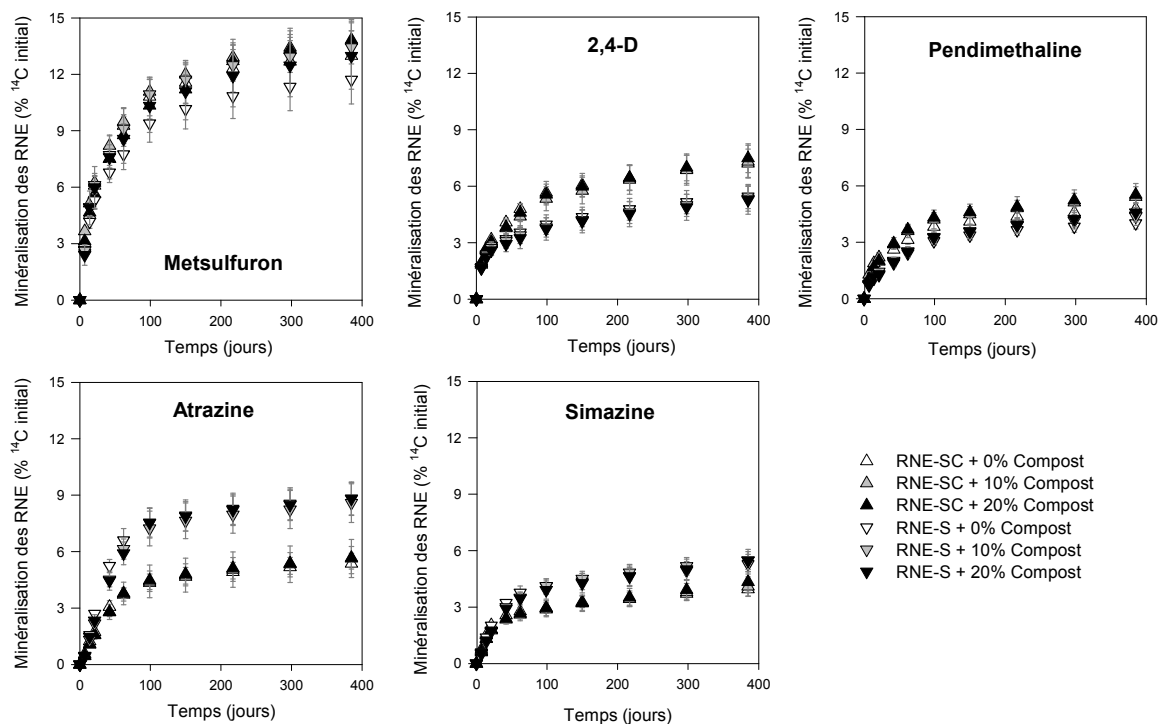 Minéralisation des RNE (% ¹⁴C initial)
15
12
9
6
3
0
Metsulfuron
0 100 200 300 400
Temps (jours)
Minéralisation des RNE (% ¹⁴C initial)
15
12
9
6
3
0
2,4-D
0 100 200 300 400
Temps (jours)
Minéralisation des RNE (% ¹⁴C initial)
15
12
9
6
3
0
Pendimethaline
0 100 200 300 400
Temps (jours)
Minéralisation des RNE (% ¹⁴C initial)
15
12
9
6
3
0
Atrazine
0 100 200 300 400
Temps (jours)
Minéralisation des RNE (% ¹⁴C initial)
15
12
9
6
3
0
Simazine
0 100 200 300 400
Temps (jours)
RNE-SC + 0% Compost
RNE-SC + 10% Compost
RNE-SC + 20% Compost
RNE-S + 0% Compost
RNE-S + 10% Compost
RNE-S + 20% Compost